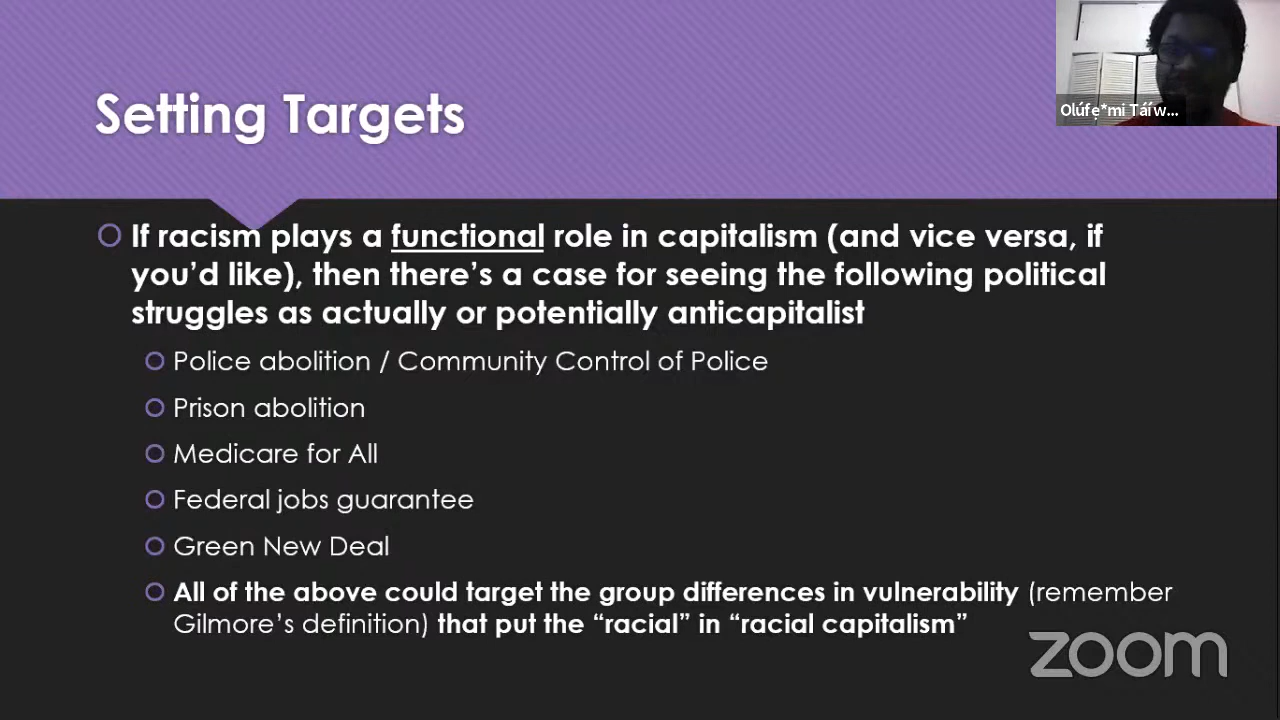 Setting Targets
Olúfẹ*mi Táíw...
If racism plays a functional role in capitalism (and vice versa, if
you’d like), then there’s a case for seeing the following political
struggles as actually or potentially anticapitalist
Police abolition / Community Control of Police
Prison abolition
Medicare for All
Federal jobs guarantee
Green New Deal
All of the above could target the group differences in vulnerability (remember
Gilmore’s definition) that put the “racial” in “racial capitalism”
zoom